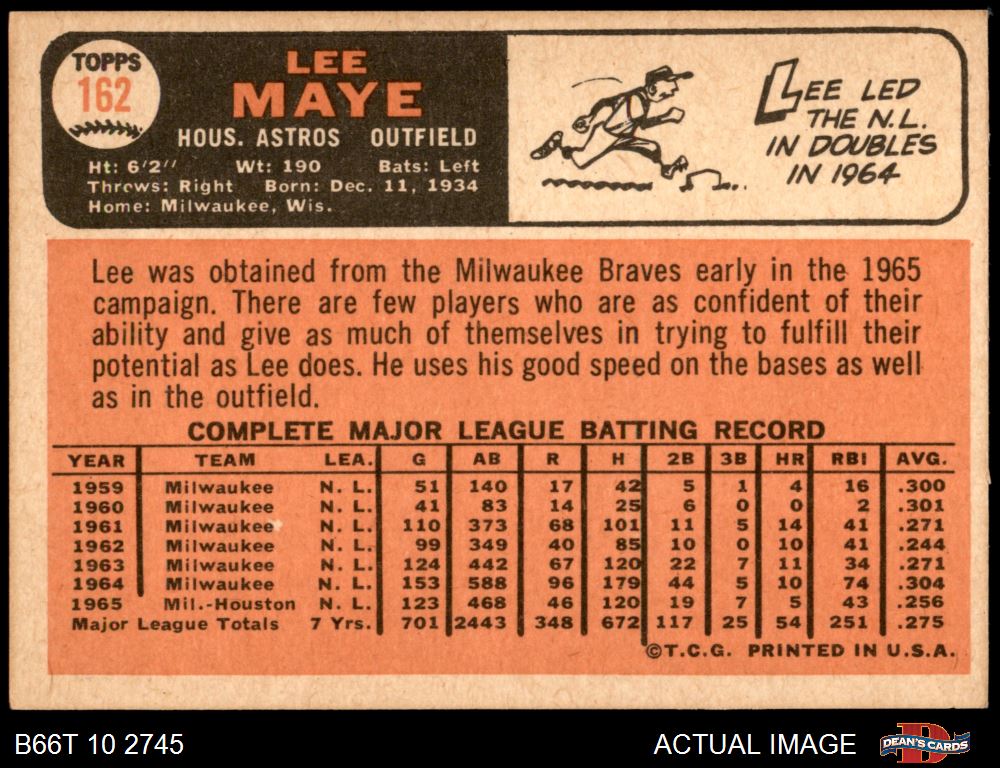 TOPPS
162
LEE
MAYE
HOUS. ASTROS OUTFIELD
Ht: 6'2" Wt: 190 Bats: Left
Throws: Right Born: Dec. 11, 1934
Home: Milwaukee, Wis.
LEE LED
THE N.L.
IN DOUBLES
IN 1964
Lee was obtained from the Milwaukee Braves early in the 1965
campaign. There are few players who are as confident of their
ability and give as much of themselves in trying to fulfill their
potential as Lee does. He uses his good speed on the bases as well
as in the outfield.
COMPLETE MAJOR LEAGUE BATTING RECORD
YEAR TEAM LEA. G AB R H 2B 3B HR RBI AVG.
1959 Milwaukee N. L. 51 140 17 42 5 1 4 16 .300
1960 Milwaukee N. L. 41 83 14 25 6 0 0 2 .301
1961 Milwaukee N. L. 110 373 68 101 11 5 14 41 .271
1962 Milwaukee N. L. 99 349 40 85 10 0 10 41 .244
1963 Milwaukee N. L. 124 442 67 120 22 7 11 34 .271
1964 Milwaukee N. L. 153 588 96 179 44 5 10 74 .304
1965 Mil.-Houston N. L. 123 468 46 120 19 7 5 43 .256
Major League Totals 7 Yrs. 701 2443 348 672 117 25 54 251 .275
©T.C.G. PRINTED IN U.S.A.
B66T 10 2745
ACTUAL IMAGE
DEAN'S CARDS